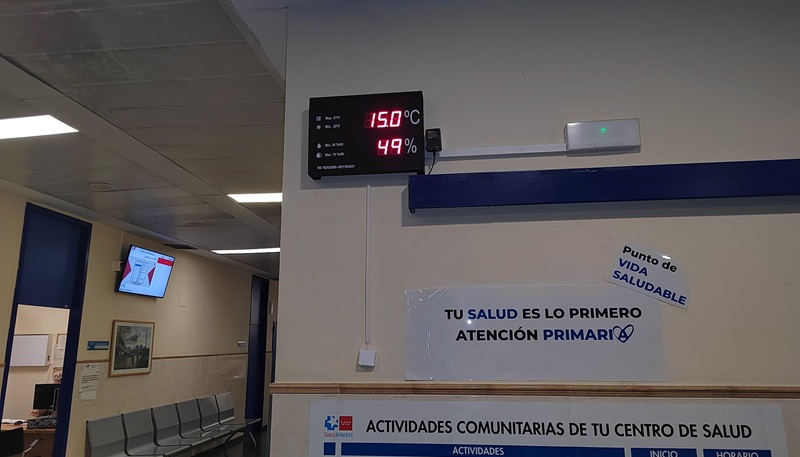 15.0°C
49%
Punto de
VIDA
SALUDABLE
TU SALUD ES LO PRIMERO
ATENCIÓN PRIMARIA
SaludMadrid
ACTIVIDADES COMUNITARIAS DE TU CENTRO DE SALUD
ACTIVIDADES INICIO HORARIO